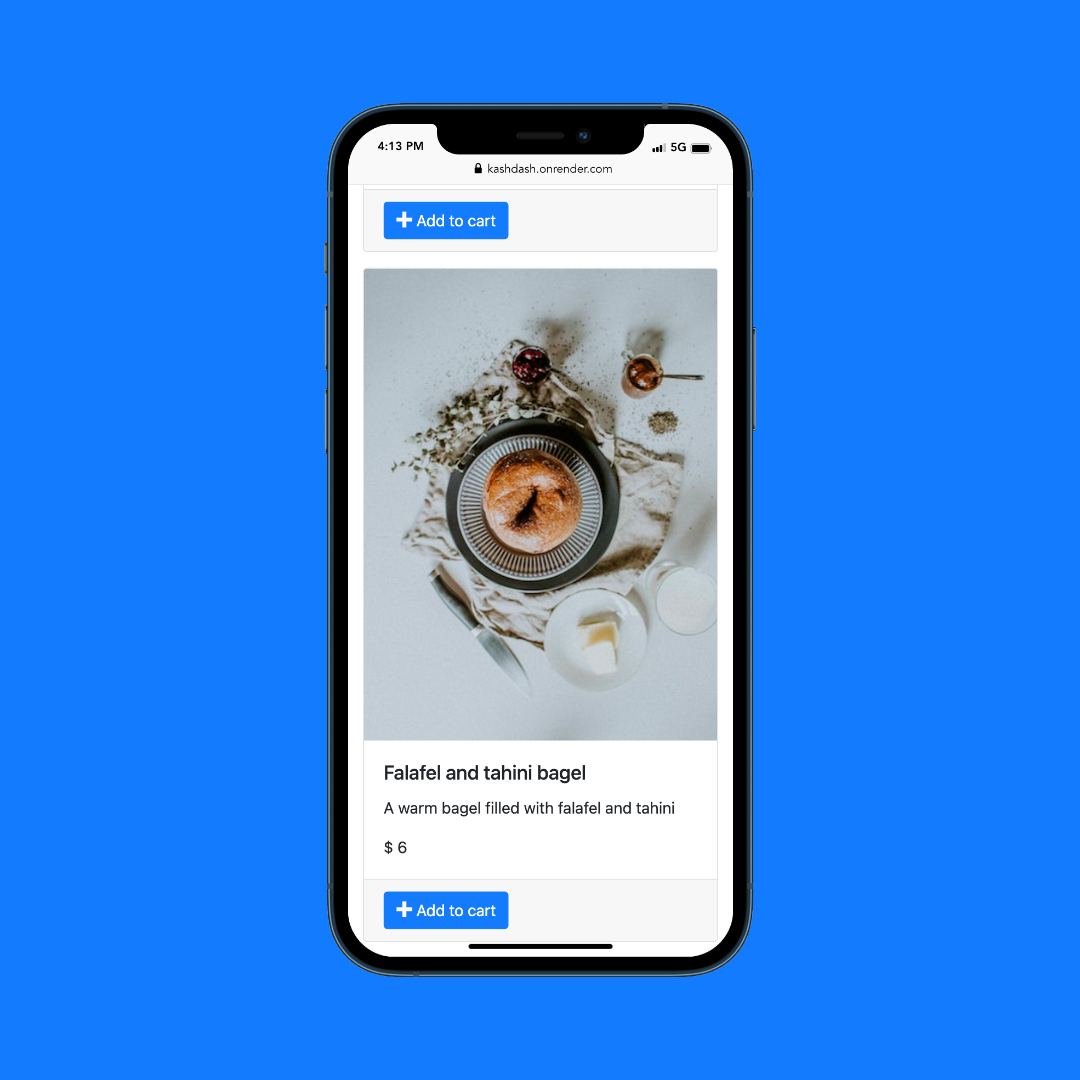 4:13 PM
5G
kashdash.onrender.com
Add to cart
Falafel and tahini bagel
A warm bagel filled with falafel and tahini
$ 6
Add to cart